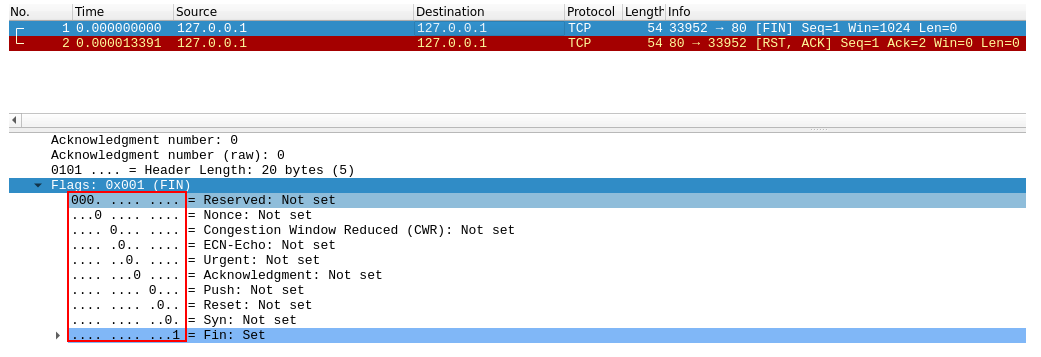 No. Time Source Destination Protocol Length Info
1 0.000000000 127.0.0.1 127.0.0.1 TCP 54 33952 → 80 [FIN] Seq=1 Win=1024 Len=0
2 0.000013391 127.0.0.1 127.0.0.1 TCP 54 80 → 33952 [RST, ACK] Seq=1 Ack=2 Win=0 Len=0
Acknowledgment number: 0
Acknowledgment number (raw): 0
0101 .... = Header Length: 20 bytes (5)
Flags: 0x001 (FIN)
000. .... .... = Reserved: Not set
...0 .... .... = Nonce: Not set
.... 0... .... = Congestion Window Reduced (CWR): Not set
.... .0.. .... = ECN-Echo: Not set
.... ..0. .... = Urgent: Not set
.... ...0 .... = Acknowledgment: Not set
.... .... 0... = Push: Not set
.... .... .0.. = Reset: Not set
.... .... ..0. = Syn: Not set
.... .... ...1 = Fin: Set